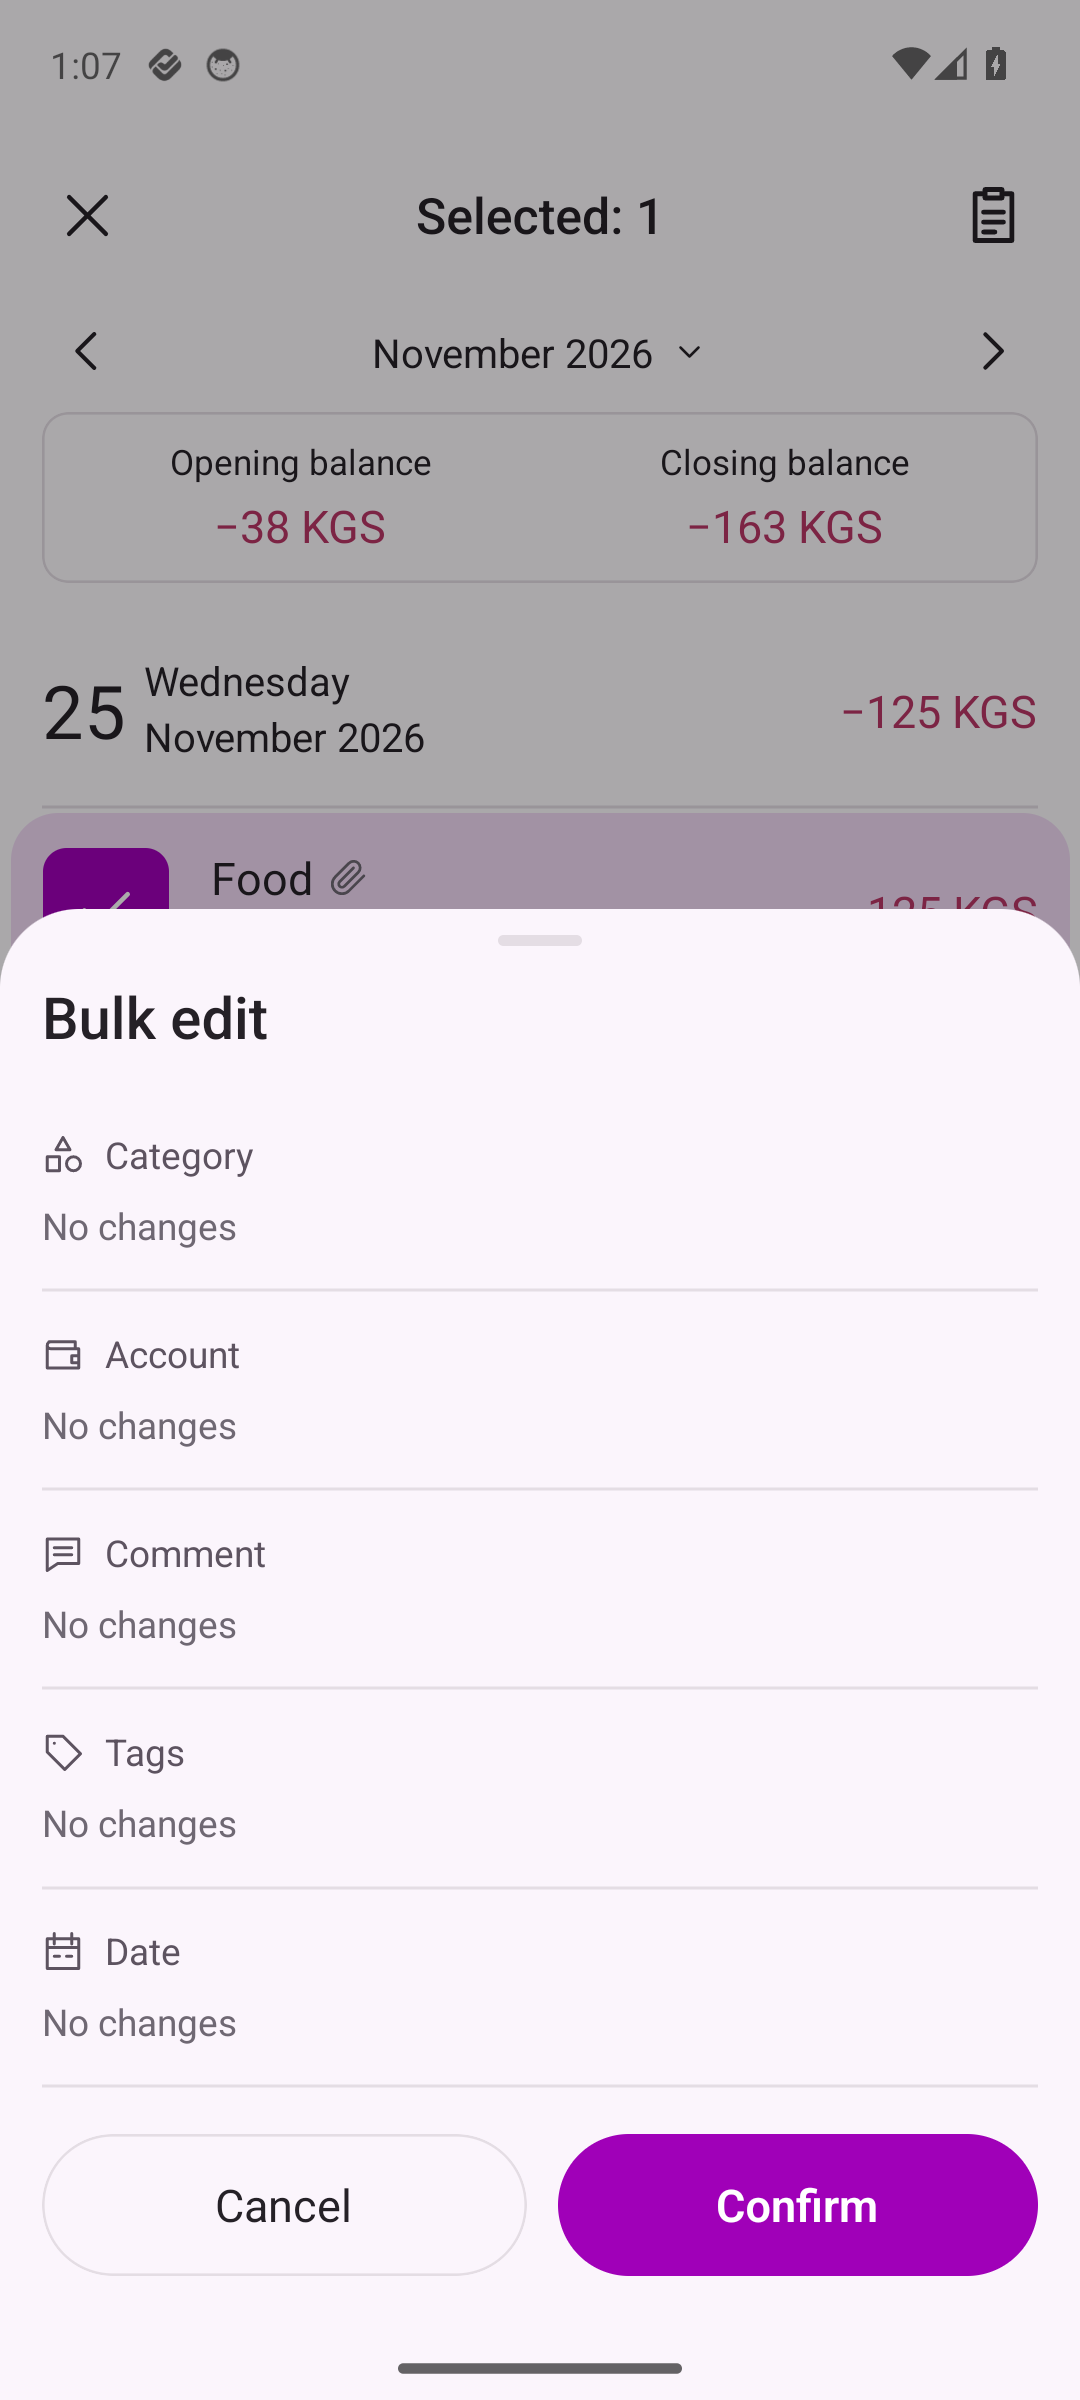 1:07
Selected: 1
November 2026
Opening balance
Closing balance
−38 KGS
−163 KGS
25
Wednesday
November 2026
−125 KGS
Food
125 KGS
Bulk edit
Category
No changes
Account
No changes
Comment
No changes
Tags
No changes
Date
No changes
Cancel
Confirm